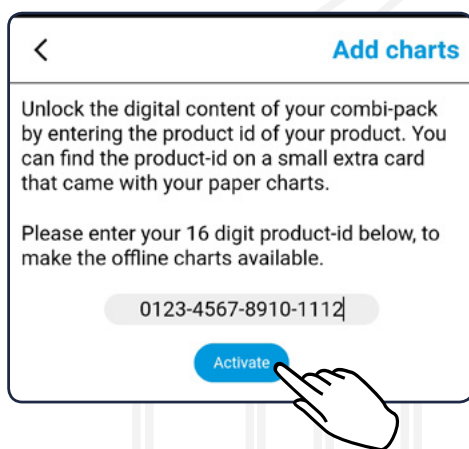 Add charts
Unlock the digital content of your combi-pack
by entering the product id of your product. You
can find the product-id on a small extra card
that came with your paper charts.
Please enter your 16 digit product-id below, to
make the offline charts available.
0123-4567-8910-1112
Activate